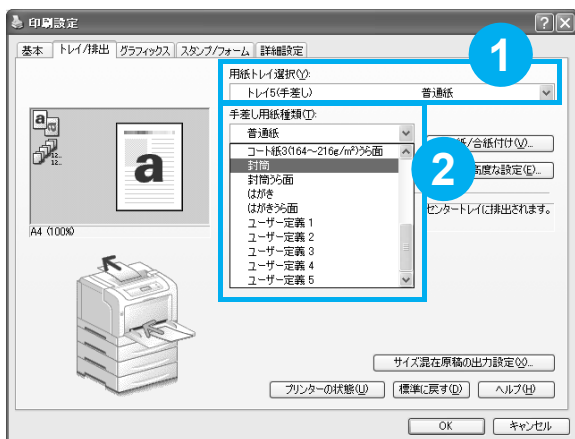 印刷設定
基本 トレイ/排出 グラフィックス スタンプ/フォーム 詳細設定
1
用紙トレイ選択(Y):
トレイ5(手差し) 普通紙
手差し用紙種類(T):
普通紙
コート紙3(164～216g/㎡)うら面
封筒
封筒うら面
はがき
はがきうら面
ユーザー定義 1
ユーザー定義 2
ユーザー定義 3
ユーザー定義 4
ユーザー定義 5
2
/合紙付け(V)...
な設定(E)...
センタートレイに排出されます。
a
12..
12..
a
A4 (100%)
サイズ混在原稿の出力設定(X)...
プリンターの状態(U) 標準に戻す(D) ヘルプ(H)
OK キャンセル